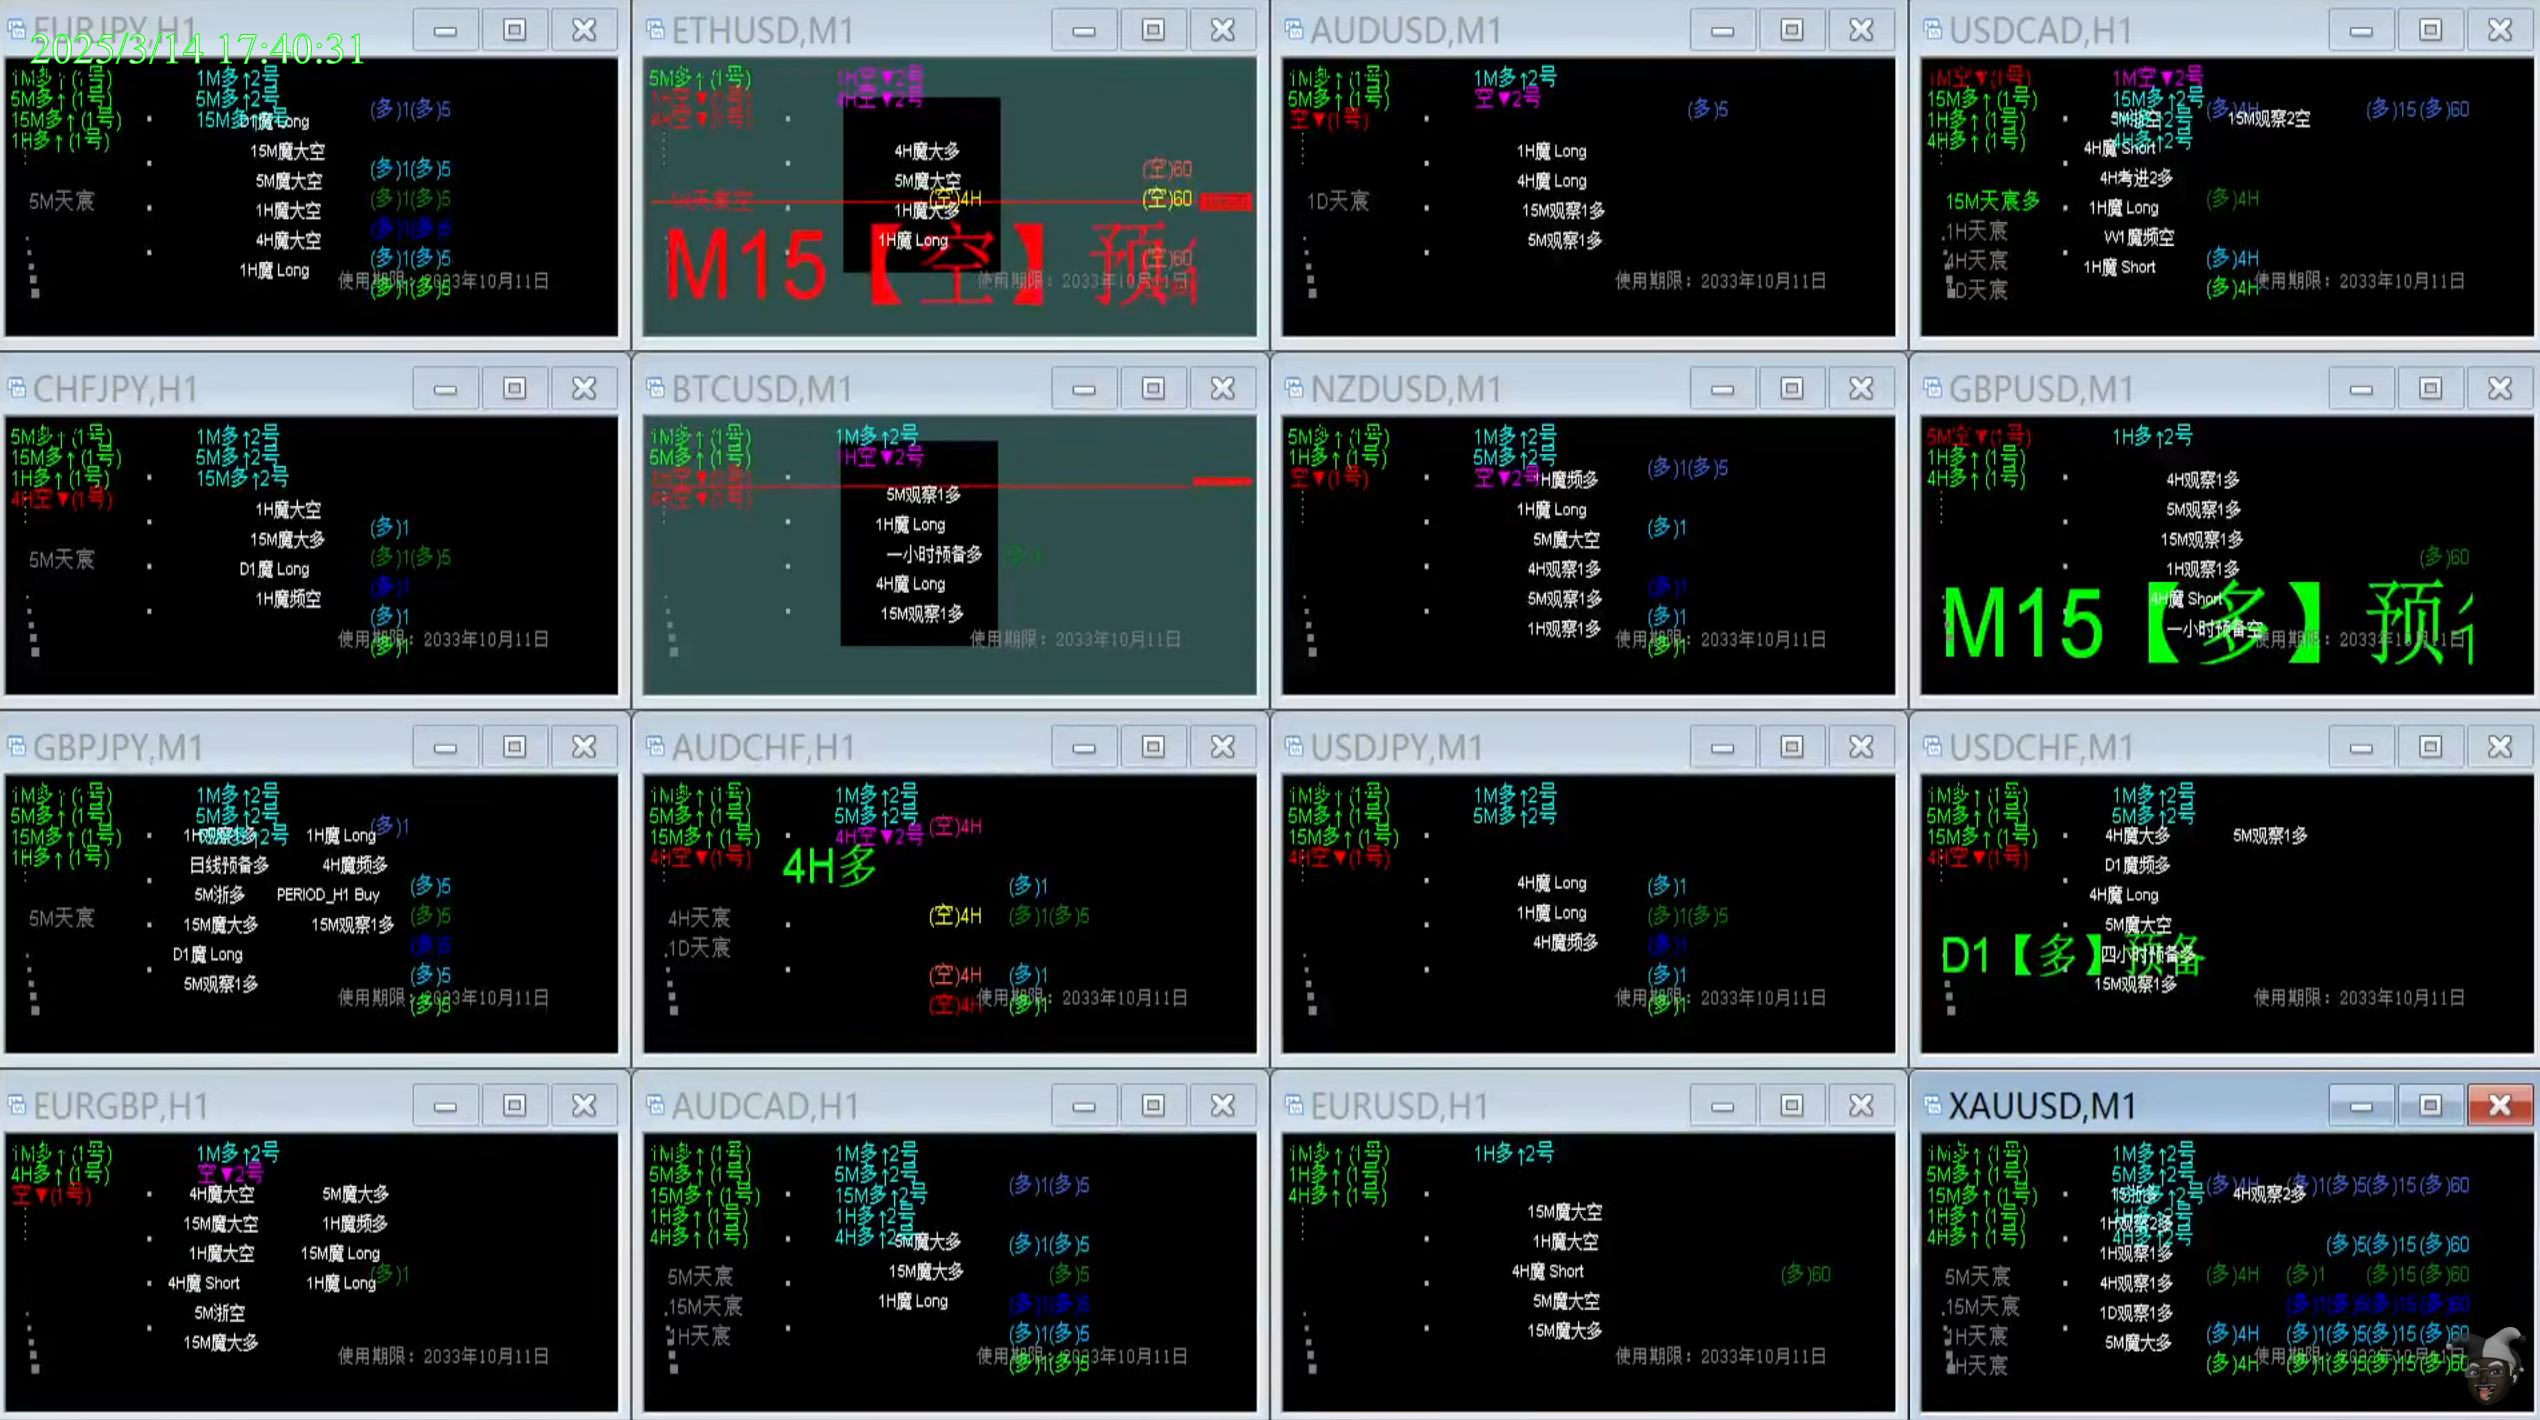 2025/3/14 17:40:31
EURJPY,H1
1M多↑(1号)
5M多↑(1号)
15M多↑(1号)
1H多↑(1号)
1M多↑2号
5M多↑2号
15M多↑2号
D1魔 Long
15M魔大空
5M魔大空
1H魔大空
4H魔大空
1H魔 Long
(多)1(多)5
(多)1(多)5
(多)1(多)5
(多)1(多)5
(多)1(多)5
(多)1(多)5
5M天宸
使用期限：2033年10月11日
ETHUSD,M1
5M多↑(1号)
1H空▼(1号)
4H空▼(1号)
1H空▼2号
4H空▼2号
4H魔大多
5M魔大空
(空)4H
1H魔大多
1H魔 Long
(空)60
(空)60
(空)60
M15【空】预
使用期限：2033年10月11日
AUDUSD,M1
1M多↑(1号)
5M多↑(1号)
空▼(1号)
1M多↑2号
空▼2号
(多)5
1H魔 Long
4H魔 Long
15M观察1多
5M观察1多
1D天宸
使用期限：2033年10月11日
USDCAD,H1
1M空▼(1号)
15M多↑(1号)
1H多↑(1号)
4H多↑(1号)
1M空▼2号
15M多↑2号
4H多↑2号
(多)4H
(多)15(多)60
5M浙空
15M观察2空
4H魔 Short
4H考进2多
1H魔 Long
W1魔频空
1H魔 Short
15M天宸多
1H天宸
4H天宸
D天宸
(多)4H
(多)4H
(多)4H
使用期限：2033年10月11日
CHFJPY,H1
5M多↑(1号)
15M多↑(1号)
1H多↑(1号)
4H空▼(1号)
1M多↑2号
5M多↑2号
15M多↑2号
1H魔大空
15M魔大多
D1魔 Long
1H魔频空
(多)1
(多)1(多)5
(多)1
(多)1
(多)1
5M天宸
使用期限：2033年10月11日
BTCUSD,M1
1M多↑(1号)
5M多↑(1号)
1H空▼(1号)
4H空▼(1号)
1M多↑2号
1H空▼2号
5M观察1多
1H魔 Long
一小时预备多
(多)1
4H魔 Long
15M观察1多
使用期限：2033年10月11日
NZDUSD,M1
5M多↑(1号)
1H多↑(1号)
空▼(1号)
1M多↑2号
5M多↑2号
空▼2号
(多)1(多)5
1H魔频多
1H魔 Long
5M魔大空
4H观察1多
5M观察1多
1H观察1多
(多)1
(多)1
(多)1
(多)1
使用期限：2033年10月11日
GBPUSD,M1
5M空▼(1号)
1H多↑(1号)
4H多↑(1号)
1H多↑2号
4H观察1多
5M观察1多
15M观察1多
1H观察1多
4H魔 Short
一小时预备空
(多)60
M15【多】预
使用期限：2033年10月11日
GBPJPY,M1
1M多↑(1号)
5M多↑(1号)
15M多↑(1号)
1H多↑(1号)
1M多↑2号
5M多↑2号
1H观察1多
1H魔 Long
(多)1
日线预备多
4H魔频多
5M浙多
PERIOD_H1 Buy
15M魔大多
15M观察1多
D1魔 Long
5M观察1多
(多)5
(多)5
(多)5
(多)5
(多)5
5M天宸
使用期限：2033年10月11日
AUDCHF,H1
1M多↑(1号)
5M多↑(1号)
15M多↑(1号)
4H空▼(1号)
1M多↑2号
5M多↑2号
4H空▼2号
(空)4H
4H多
(多)1
(空)4H
(多)1(多)5
(空)4H
(多)1
(空)4H
(多)1
4H天宸
1D天宸
使用期限：2033年10月11日
USDJPY,M1
1M多↑(1号)
5M多↑(1号)
15M多↑(1号)
4H空▼(1号)
1M多↑2号
5M多↑2号
4H魔 Long
1H魔 Long
4H魔频多
(多)1
(多)1(多)5
(多)1
(多)1
(多)1
使用期限：2033年10月11日
USDCHF,M1
1M多↑(1号)
5M多↑(1号)
15M多↑(1号)
4H空▼(1号)
1M多↑2号
5M多↑2号
4H魔大多
5M观察1多
D1魔频多
4H魔 Long
5M魔大空
四小时预备多
15M观察1多
D1【多】预备
使用期限：2033年10月11日
EURGBP,H1
1M多↑(1号)
4H多↑(1号)
空▼(1号)
1M多↑2号
空▼2号
4H魔大空
5M魔大多
15M魔大空
1H魔频多
1H魔大空
15M魔 Long
4H魔 Short
1H魔 Long
(多)1
5M浙空
15M魔大多
使用期限：2033年10月11日
AUDCAD,H1
1M多↑(1号)
5M多↑(1号)
15M多↑(1号)
1H多↑(1号)
4H多↑(1号)
1M多↑2号
5M多↑2号
15M多↑2号
1H多↑2号
4H多↑2号
5M魔大多
15M魔大多
1H魔 Long
(多)1(多)5
(多)1(多)5
(多)5
(多)1(多)5
(多)1(多)5
(多)1(多)5
5M天宸
15M天宸
1H天宸
使用期限：2033年10月11日
EURUSD,H1
1M多↑(1号)
1H多↑(1号)
4H多↑(1号)
1H多↑2号
15M魔大空
1H魔大空
4H魔 Short
5M魔大空
15M魔大多
(多)60
使用期限：2033年10月11日
XAUUSD,M1
1M多↑(1号)
5M多↑(1号)
15M多↑(1号)
1H多↑(1号)
4H多↑(1号)
1M多↑2号
5M多↑2号
4H多↑2号
(多)4H
(多)1(多)5(多)15(多)60
4H观察2多
1H观察2多
1H观察1多
4H观察1多
1D观察1多
5M魔大多
(多)5(多)15(多)60
(多)4H
(多)1
(多)15(多)60
(多)1(多)5(多)15(多)60
(多)4H
(多)1(多)5(多)15(多)60
(多)4H
(多)1(多)5(多)15(多)60
5M天宸
15M天宸
1H天宸
4H天宸
使用期限：2033年10月11日